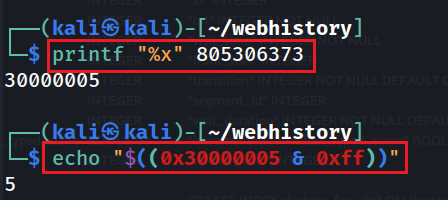 ┌──(kali㉿kali)-[~/webhistory]
└─$ printf "%x" 805306373
30000005
┌──(kali㉿kali)-[~/webhistory]
└─$ echo "$((0x30000005 & 0xff))"
5